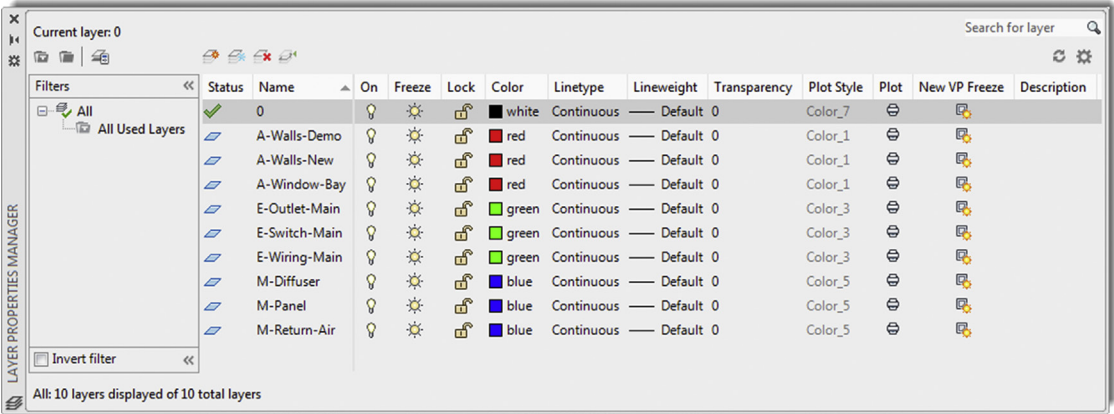 Current layer: 0
Search for layer
Filters
Status Name On Freeze Lock Color Linetype Lineweight Transparency Plot Style Plot New VP Freeze Description
All
All Used Layers
0 white Continuous Default 0 Color_7
A-Walls-Demo red Continuous Default 0 Color_1
A-Walls-New red Continuous Default 0 Color_1
A-Window-Bay red Continuous Default 0 Color_1
E-Outlet-Main green Continuous Default 0 Color_3
E-Switch-Main green Continuous Default 0 Color_3
E-Wiring-Main green Continuous Default 0 Color_3
M-Diffuser blue Continuous Default 0 Color_5
M-Panel blue Continuous Default 0 Color_5
M-Return-Air blue Continuous Default 0 Color_5
Invert filter
All: 10 layers displayed of 10 total layers
LAYER PROPERTIES MANAGER